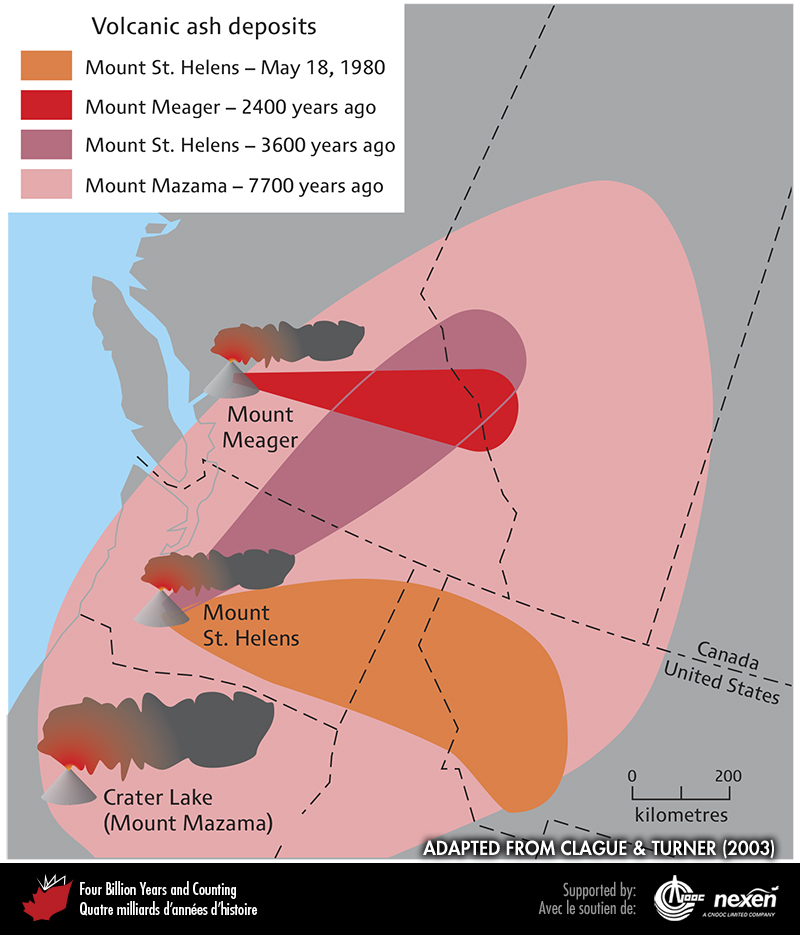 Volcanic ash deposits
Mount St. Helens – May 18, 1980
Mount Meager – 2400 years ago
Mount St. Helens – 3600 years ago
Mount Mazama – 7700 years ago
Mount
Meager
Mount
St. Helens
Canada
United States
Crater Lake
(Mount Mazama)
0 200
kilometres
ADAPTED FROM CLAGUE & TURNER (2003)
Four Billion Years and Counting
Quatre milliards d'années d'histoire
Supported by:
Avec le soutien de:
CNOOC
nexen
A CNOOC LIMITED COMPANY